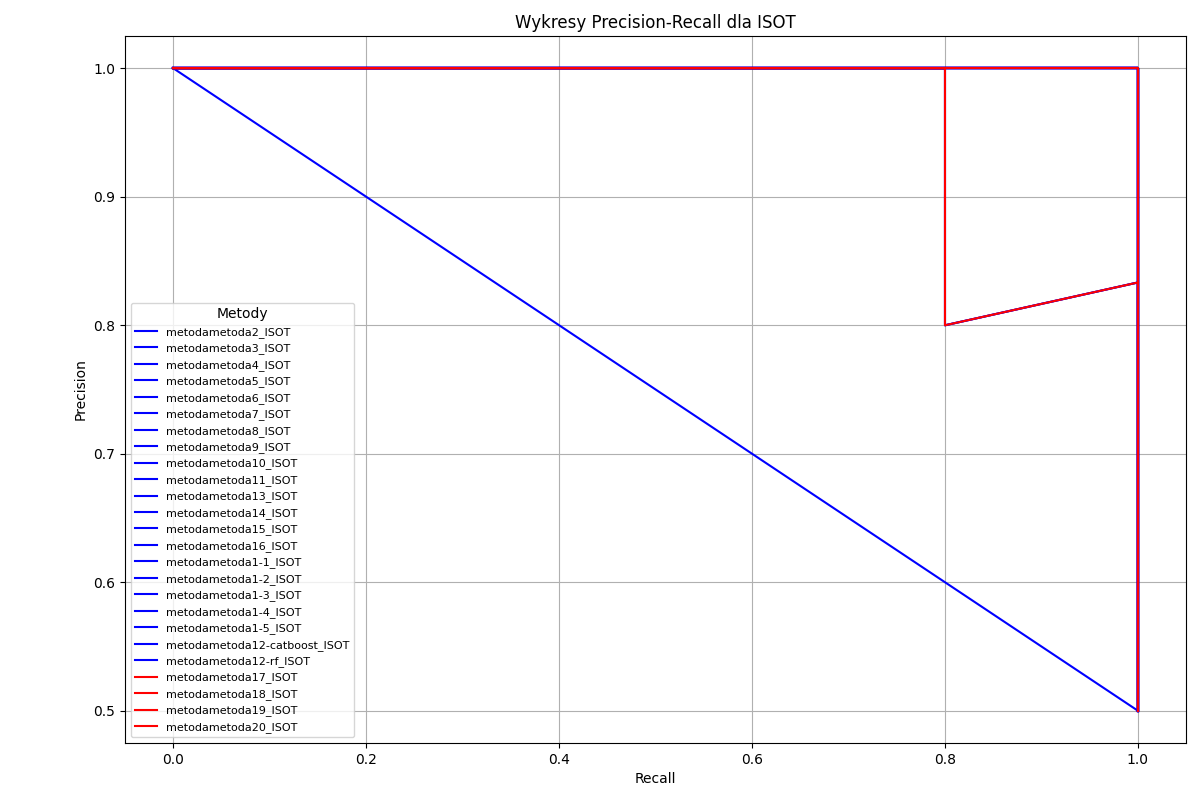 Wykresy Precision-Recall dla ISOT
1.0
0.9
0.8
0.7
0.6
0.5
Precision
Metody
metodametoda2_ISOT
metodametoda3_ISOT
metodametoda4_ISOT
metodametoda5_ISOT
metodametoda6_ISOT
metodametoda7_ISOT
metodametoda8_ISOT
metodametoda9_ISOT
metodametoda10_ISOT
metodametoda11_ISOT
metodametoda13_ISOT
metodametoda14_ISOT
metodametoda15_ISOT
metodametoda16_ISOT
metodametoda1-1_ISOT
metodametoda1-2_ISOT
metodametoda1-3_ISOT
metodametoda1-4_ISOT
metodametoda1-5_ISOT
metodametoda12-catboost_ISOT
metodametoda12-rf_ISOT
metodametoda17_ISOT
metodametoda18_ISOT
metodametoda19_ISOT
metodametoda20_ISOT
0.0 0.2 0.4 0.6 0.8 1.0
Recall